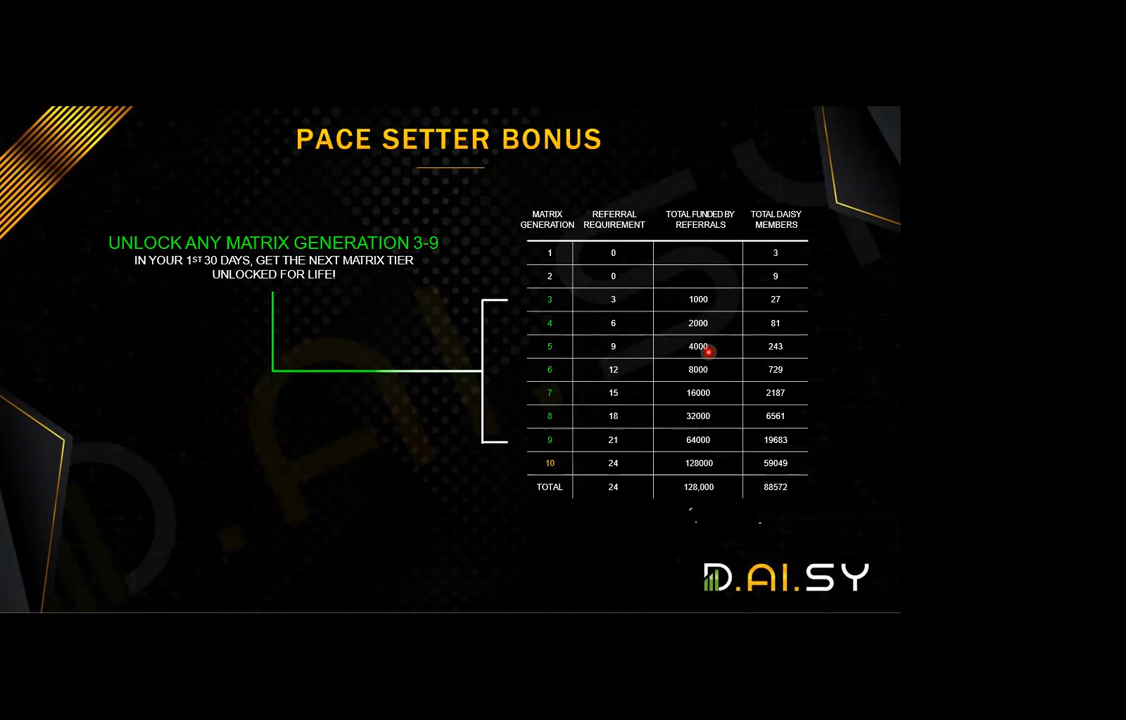 PACE SETTER BONUS
UNLOCK ANY MATRIX GENERATION 3-9
IN YOUR 1ST 30 DAYS, GET THE NEXT MATRIX TIER
UNLOCKED FOR LIFE!
MATRIX REFERRAL TOTAL FUNDED BY TOTAL DAISY
GENERATION REQUIREMENT REFERRALS MEMBERS
1 0 3
2 0 9
3 3 1000 27
4 6 2000 81
5 9 4000 243
6 12 8000 729
7 15 16000 2187
8 18 32000 6561
9 21 64000 19683
10 24 128000 59049
TOTAL 24 128,000 88572
D.AI.SY
D.AI.SY